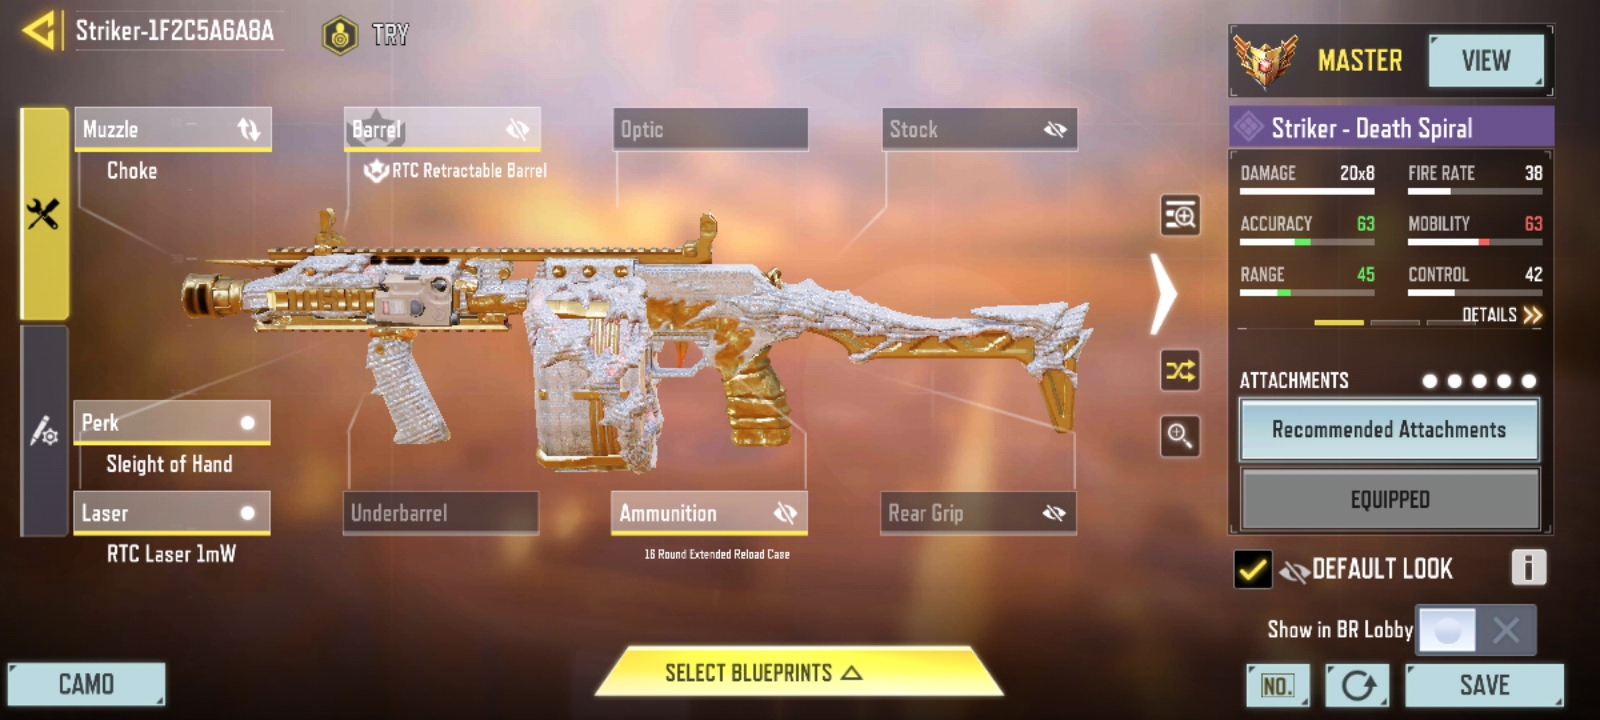 Striker-1F2C5A6A8A
TRY
MASTER
VIEW
Muzzle
Choke
Barrel
RTC Retractable Barrel
Optic
Stock
Striker - Death Spiral
DAMAGE 20x8
FIRE RATE 38
ACCURACY 63
MOBILITY 63
RANGE 45
CONTROL 42
DETAILS
ATTACHMENTS
Recommended Attachments
EQUIPPED
Perk
Sleight of Hand
Laser
RTC Laser 1mW
Underbarrel
Ammunition
16 Round Extended Reload Case
Rear Grip
DEFAULT LOOK
i
Show in BR Lobby
CAMO
SELECT BLUEPRINTS
NO.
SAVE